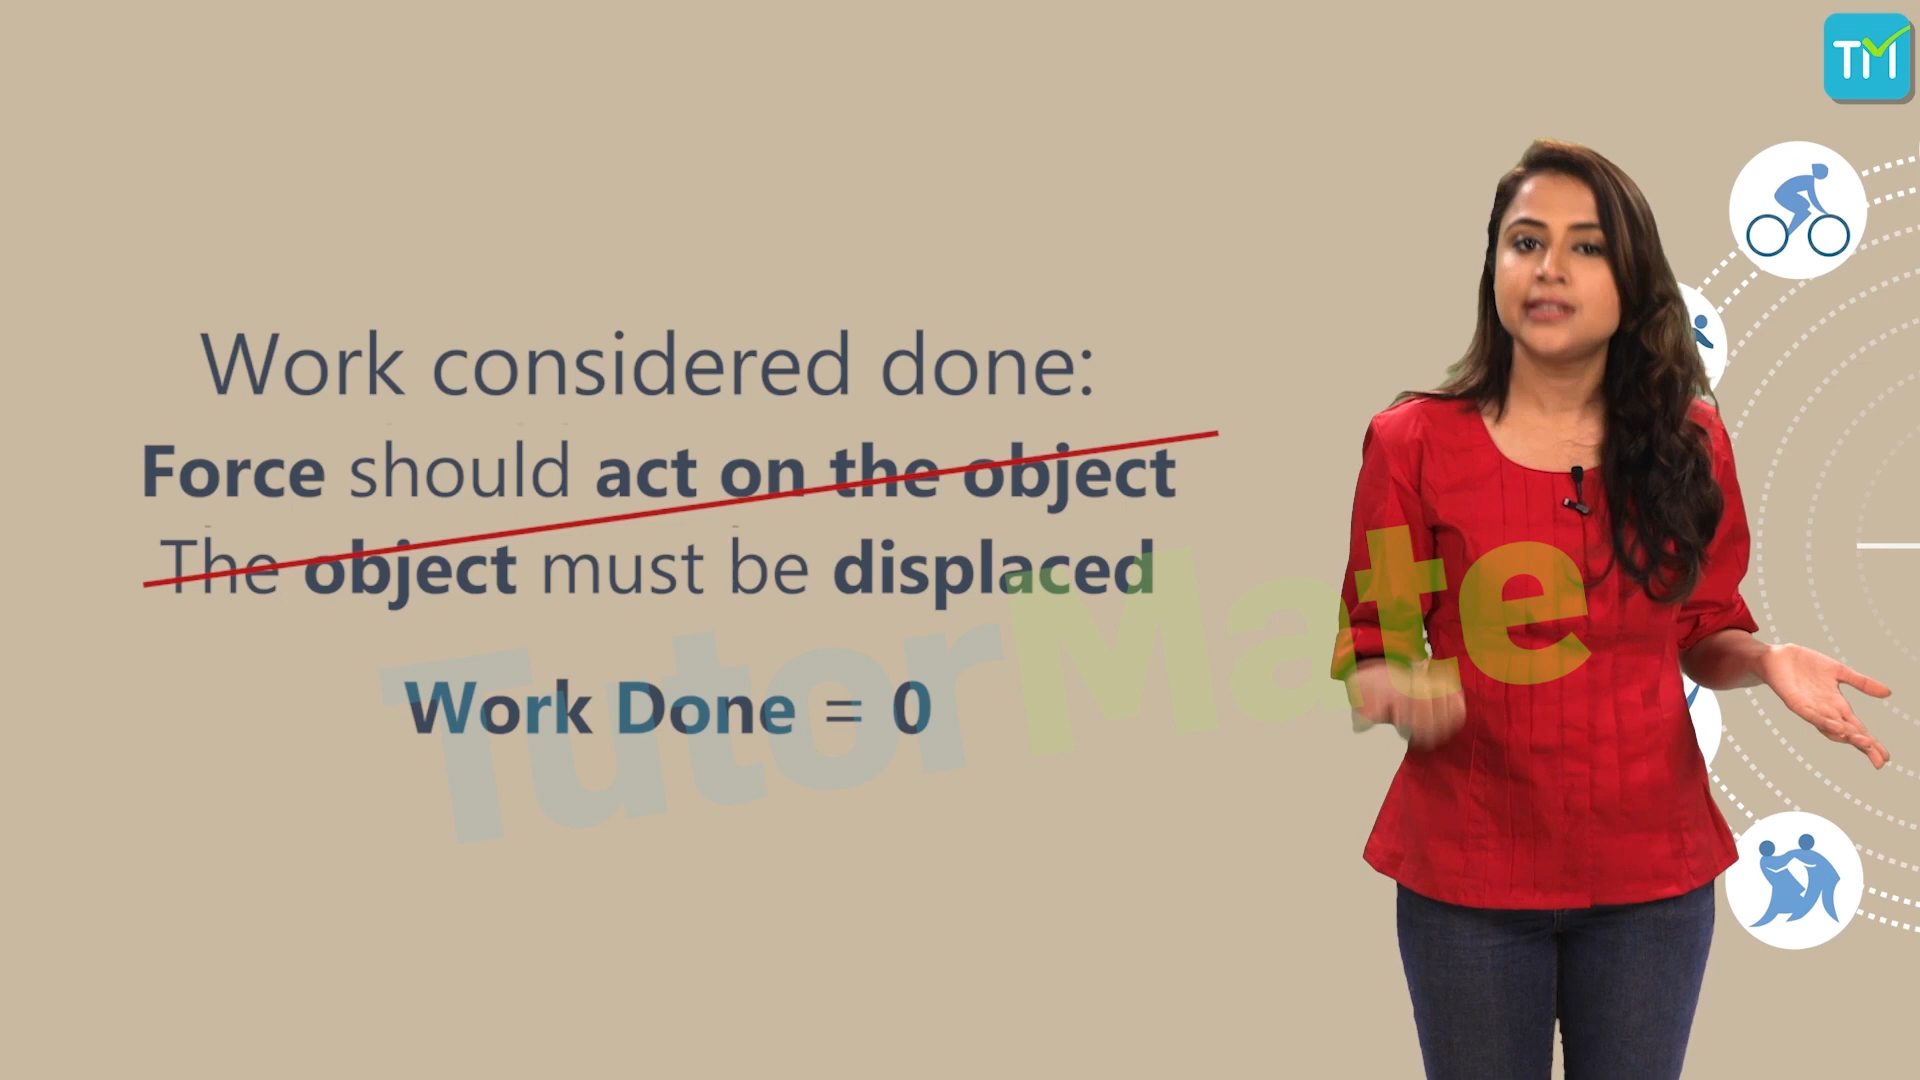 TM
Work considered done:
Force should act on the object
The object must be displaced
Work Done = 0
TutorMate